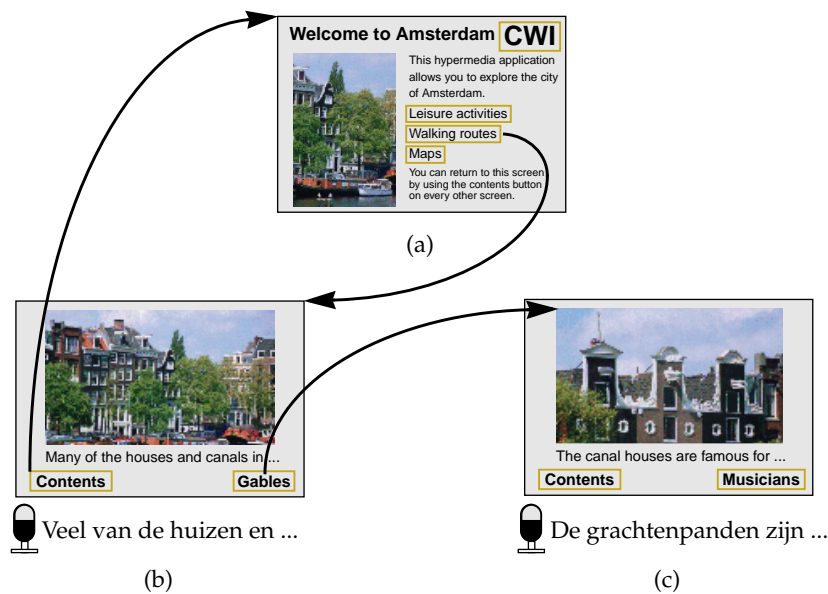 Welcome to Amsterdam CWI
This hypermedia application
allows you to explore the city
of Amsterdam.
Leisure activities
Walking routes
Maps
You can return to this screen
by using the contents button
on every other screen.
(a)
Many of the houses and canals in ...
Contents Gables
Veel van de huizen en ...
(b)
The canal houses are famous for ...
Contents Musicians
De grachtenpanden zijn ...
(c)